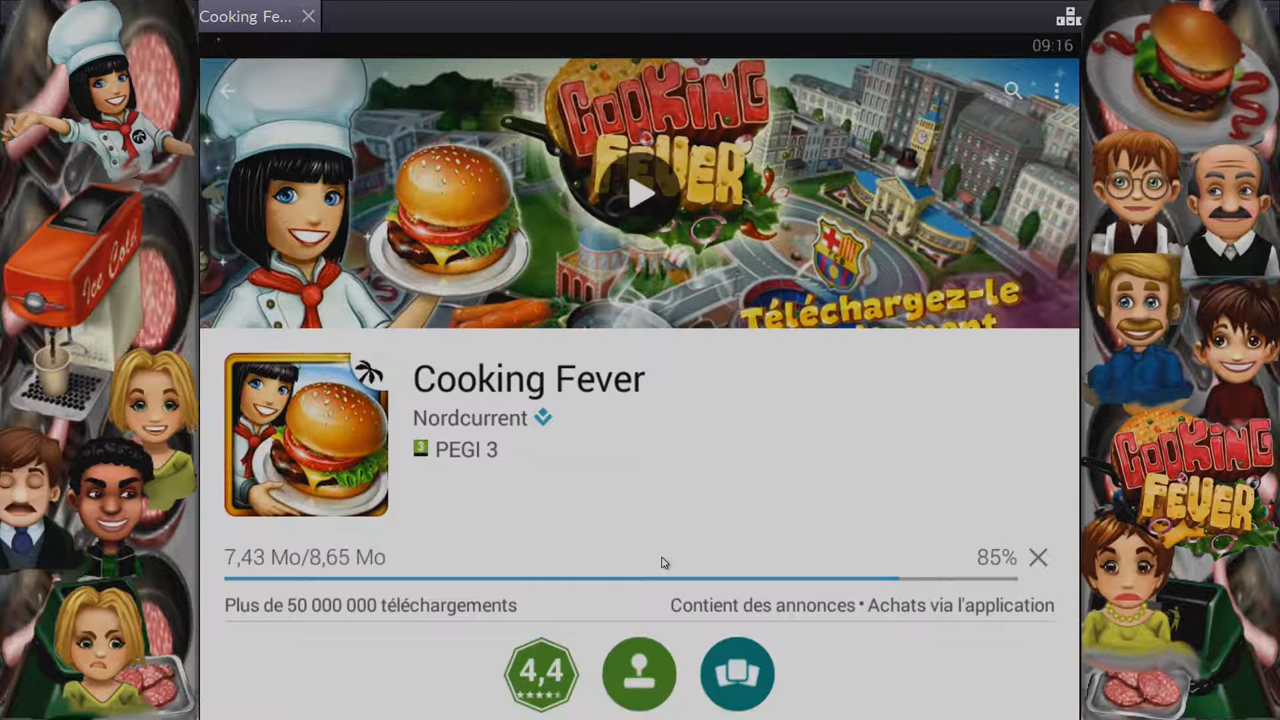 Cooking Fe...
09:16
COOKING
FEVER
Téléchargez-le
Ice Cold
Cooking Fever
Nordcurrent
3 PEGI 3
COOKING
FEVER
7,43 Mo/8,65 Mo
85%
Plus de 50 000 000 téléchargements
Contient des annonces • Achats via l'application
4,4